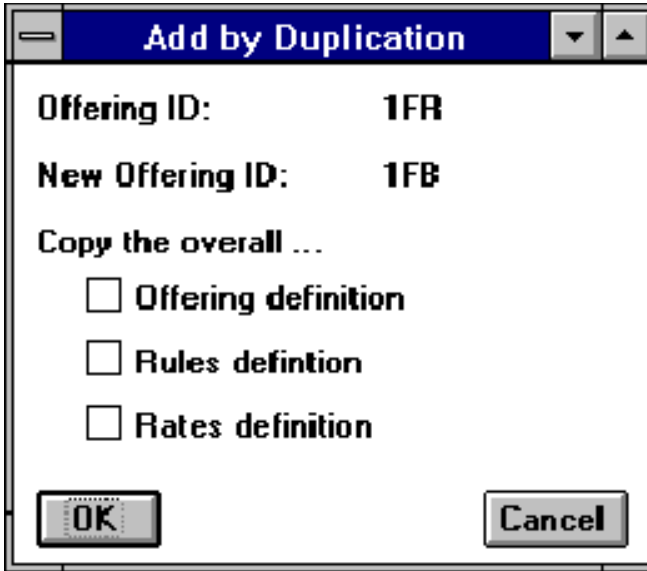 Add by Duplication
Offering ID: 1FR
New Offering ID: 1FB
Copy the overall ...
Offering definition
Rules defintion
Rates definition
OK Cancel